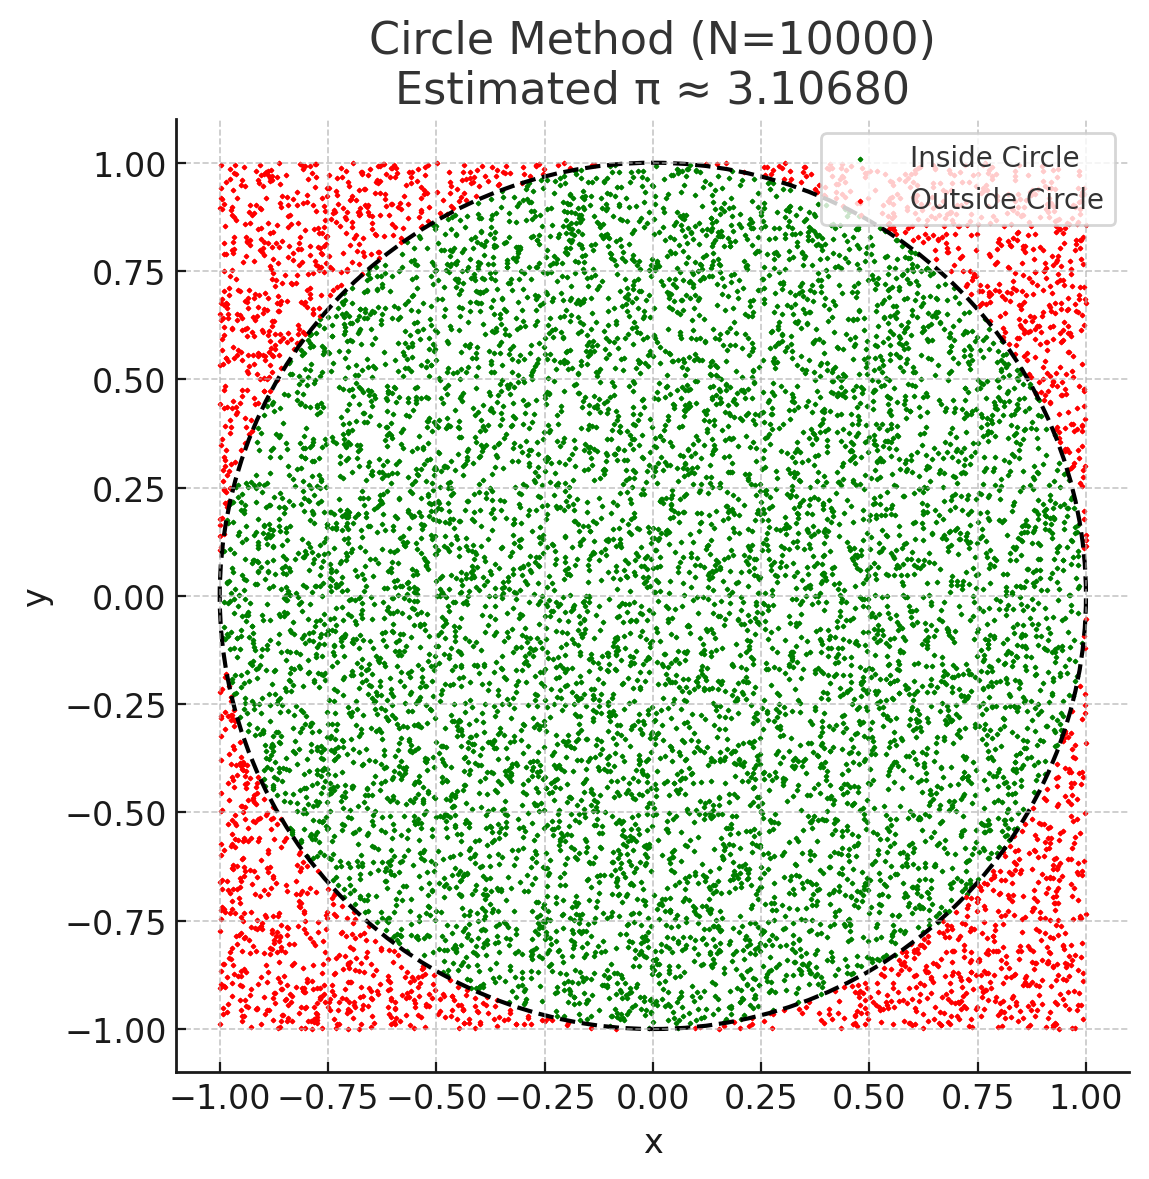 Circle Method (N=10000)
Estimated π ≈ 3.10680
Inside Circle
Outside Circle
1.00
0.75
0.50
0.25
0.00
−0.25
−0.50
−0.75
−1.00
y
−1.00 −0.75 −0.50 −0.25 0.00 0.25 0.50 0.75 1.00
x